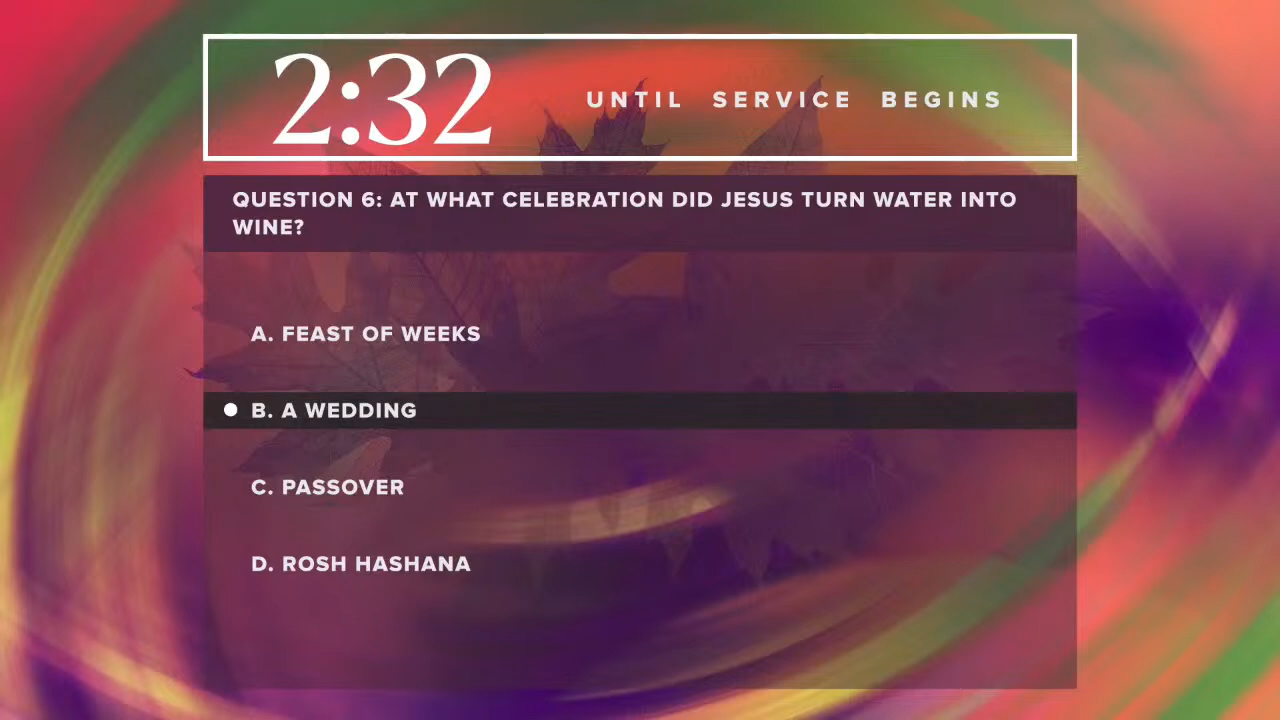 2:32
UNTIL SERVICE BEGINS
QUESTION 6: AT WHAT CELEBRATION DID JESUS TURN WATER INTO
WINE?
A. FEAST OF WEEKS
B. A WEDDING
C. PASSOVER
D. ROSH HASHANA